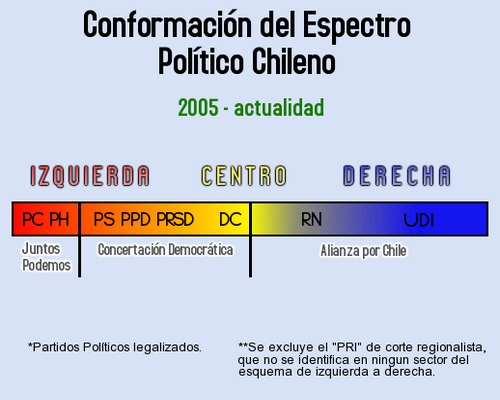 Conformación del Espectro
Político Chileno
2005 - actualidad
IZQUIERDA CENTRO DERECHA
PC PH PS PPD PRSD DC RN UDI
Juntos Podemos Concertación Democrática Alianza por Chile
*Partidos Políticos legalizados.
**Se excluye el "PRI" de corte regionalista,
que no se identifica en ningun sector del
esquema de izquierda a derecha.